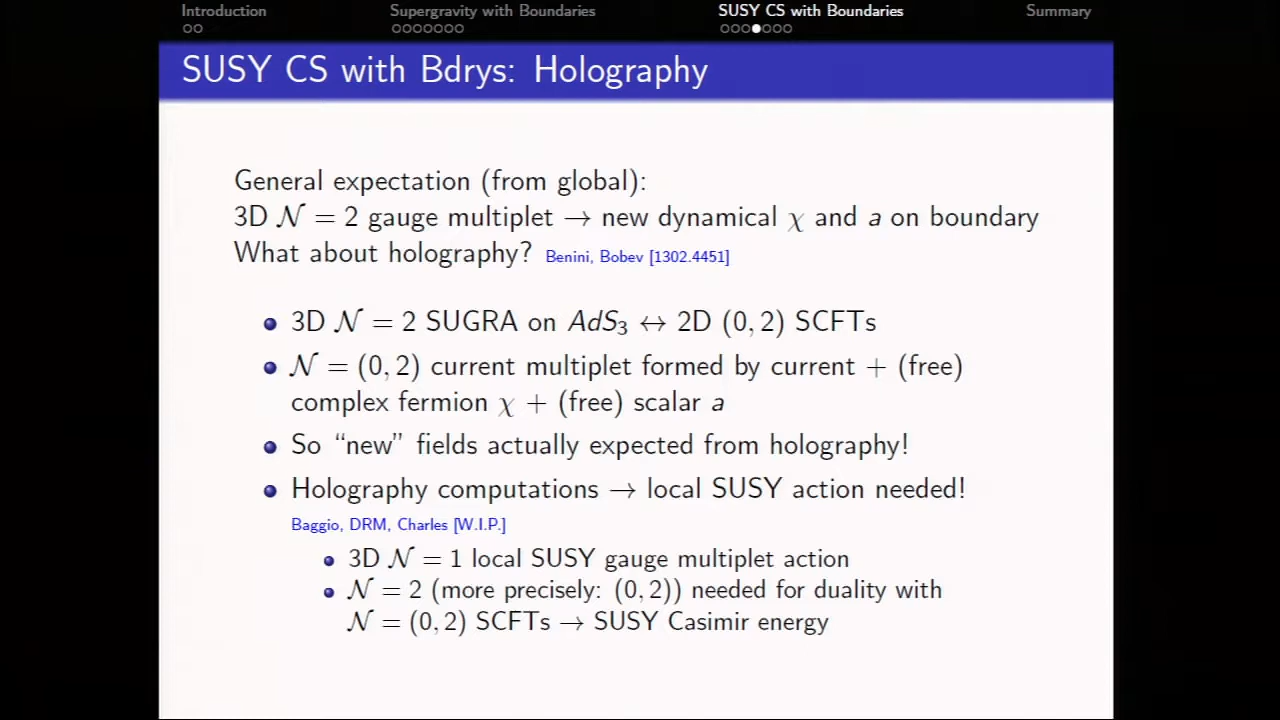 Introduction
Supergravity with Boundaries
SUSY CS with Boundaries
Summary
SUSY CS with Bdrys: Holography
General expectation (from global):
3D 𝒩 = 2 gauge multiplet → new dynamical χ and a on boundary
What about holography? Benini, Bobev [1302.4451]
3D 𝒩 = 2 SUGRA on AdS₃ ↔ 2D (0, 2) SCFTs
𝒩 = (0, 2) current multiplet formed by current + (free)
complex fermion χ + (free) scalar a
So “new” fields actually expected from holography!
Holography computations → local SUSY action needed!
Baggio, DRM, Charles [W.I.P.]
3D 𝒩 = 1 local SUSY gauge multiplet action
𝒩 = 2 (more precisely: (0, 2)) needed for duality with
𝒩 = (0, 2) SCFTs → SUSY Casimir energy